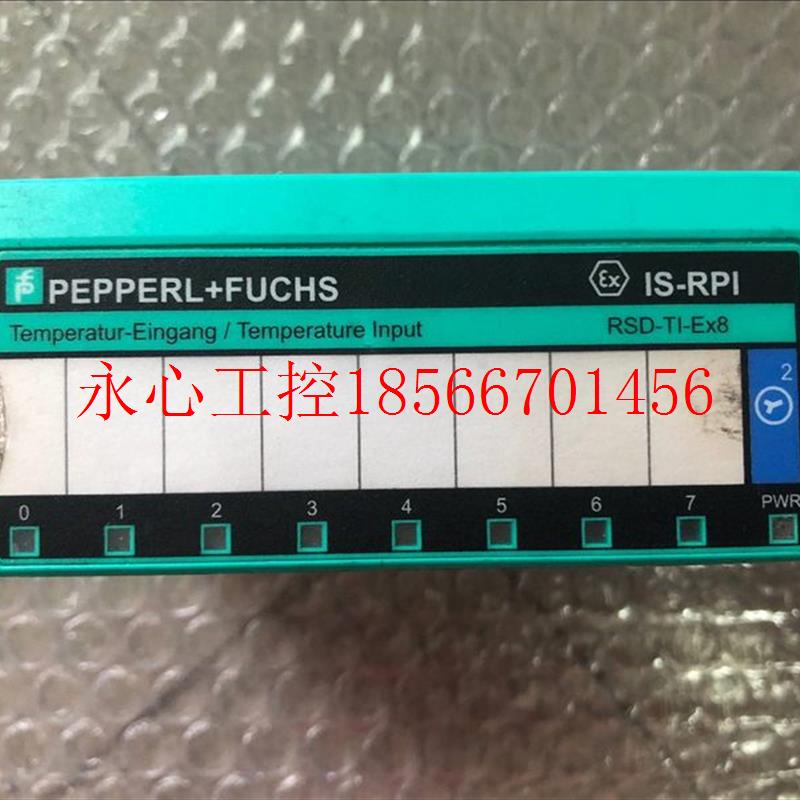 PEPPERL+FUCHS
Ex IS-RPI
Temperatur-Eingang / Temperature Input RSD-TI-Ex8
2
永心工控18566701456
0 1 2 3 4 5 6 7 PWR